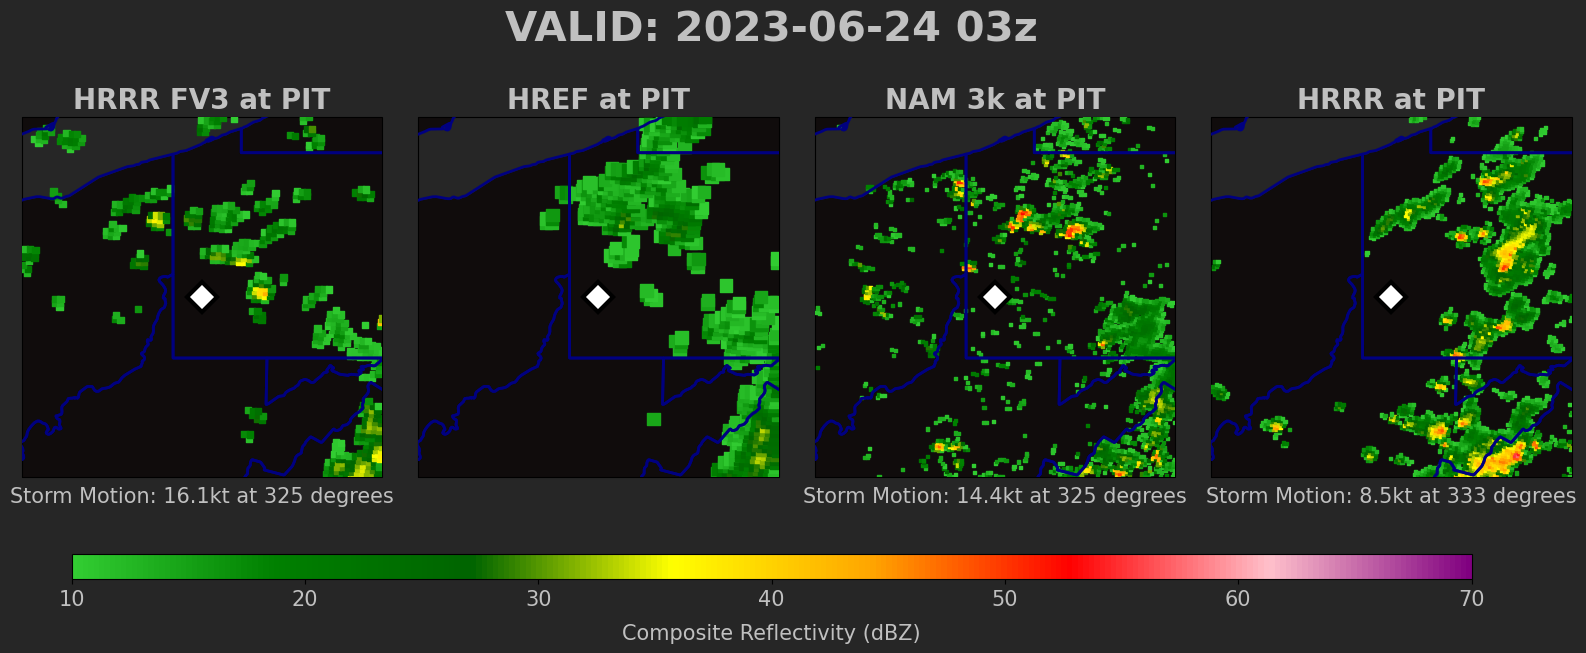 VALID: 2023-06-24 03z
HRRR FV3 at PIT
HREF at PIT
NAM 3k at PIT
HRRR at PIT
Storm Motion: 16.1kt at 325 degrees
Storm Motion: 14.4kt at 325 degrees
Storm Motion: 8.5kt at 333 degrees
10 20 30 40 50 60 70
Composite Reflectivity (dBZ)